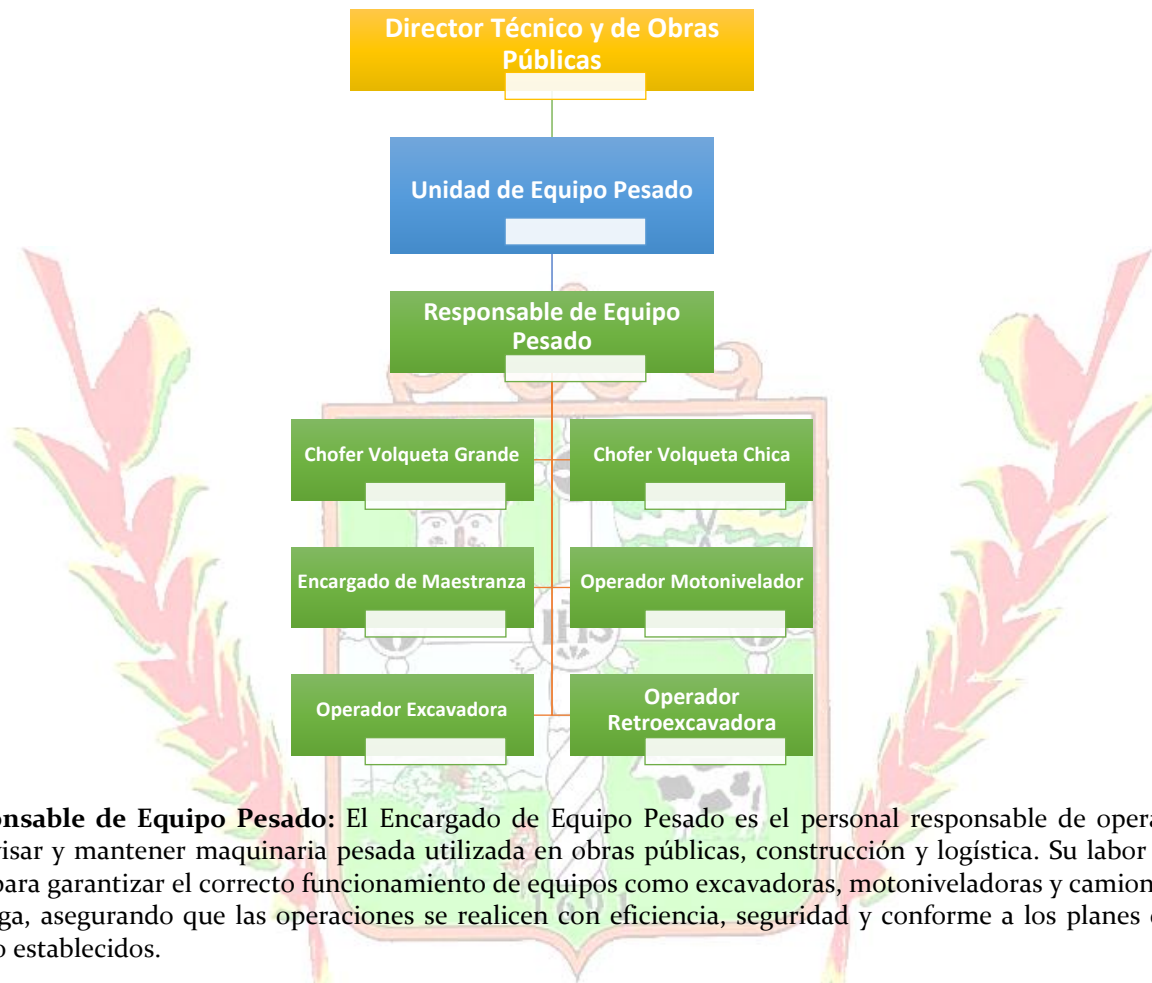 Director Técnico y de Obras
Públicas
Unidad de Equipo Pesado
Responsable de Equipo
Pesado
Chofer Volqueta Grande
Chofer Volqueta Chica
Encargado de Maestranza
Operador Motonivelador
IHS
Operador Excavadora
Operador
Retroexcavadora
onsable de Equipo Pesado: El Encargado de Equipo Pesado es el personal responsable de opera
visar y mantener maquinaria pesada utilizada en obras públicas, construcción y logística. Su labor
para garantizar el correcto funcionamiento de equipos como excavadoras, motoniveladoras y camion
ga, asegurando que las operaciones se realicen con eficiencia, seguridad y conforme a los planes
o establecidos.
1691